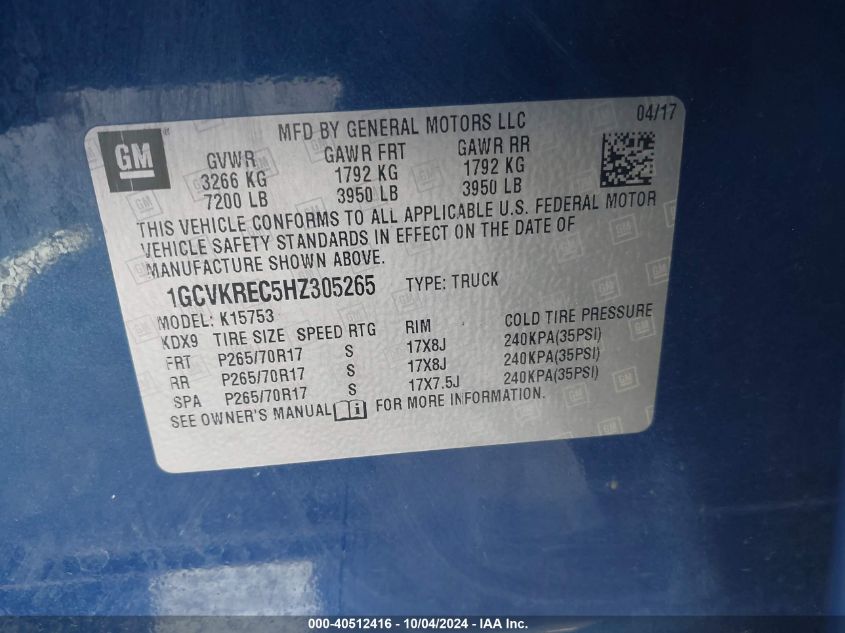 GM
MFD BY GENERAL MOTORS LLC
04/17
GVWR GAWR FRT GAWR RR
3266 KG 1792 KG 1792 KG
7200 LB 3950 LB 3950 LB
THIS VEHICLE CONFORMS TO ALL APPLICABLE U.S. FEDERAL MOTOR
VEHICLE SAFETY STANDARDS IN EFFECT ON THE DATE OF
MANUFACTURE SHOWN ABOVE.
1GCVKREC5HZ305265 TYPE: TRUCK
MODEL: K15753
KDX9 TIRE SIZE SPEED RTG RIM COLD TIRE PRESSURE
FRT P265/70R17 S 17X8J 240KPA(35PSI)
RR P265/70R17 S 17X8J 240KPA(35PSI)
SPA P265/70R17 S 17X7.5J 240KPA(35PSI)
SEE OWNER'S MANUAL FOR MORE INFORMATION.
000-40512416 - 10/04/2024 - IAA Inc.